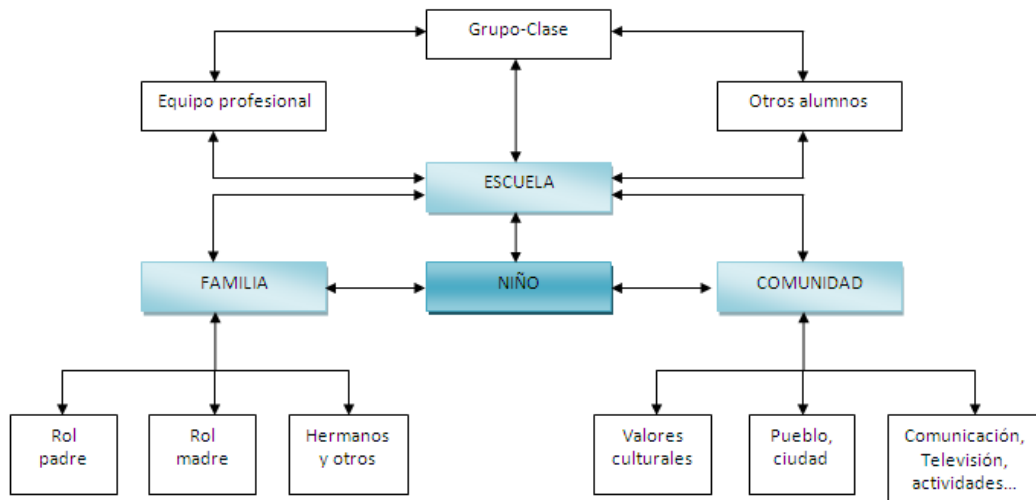 Grupo-Clase
Equipo profesional
Otros alumnos
ESCUELA
FAMILIA
NIÑO
COMUNIDAD
Rol
padre
Rol
madre
Hermanos
y otros
Valores
culturales
Pueblo,
ciudad
Comunicación,
Televisión,
actividades...